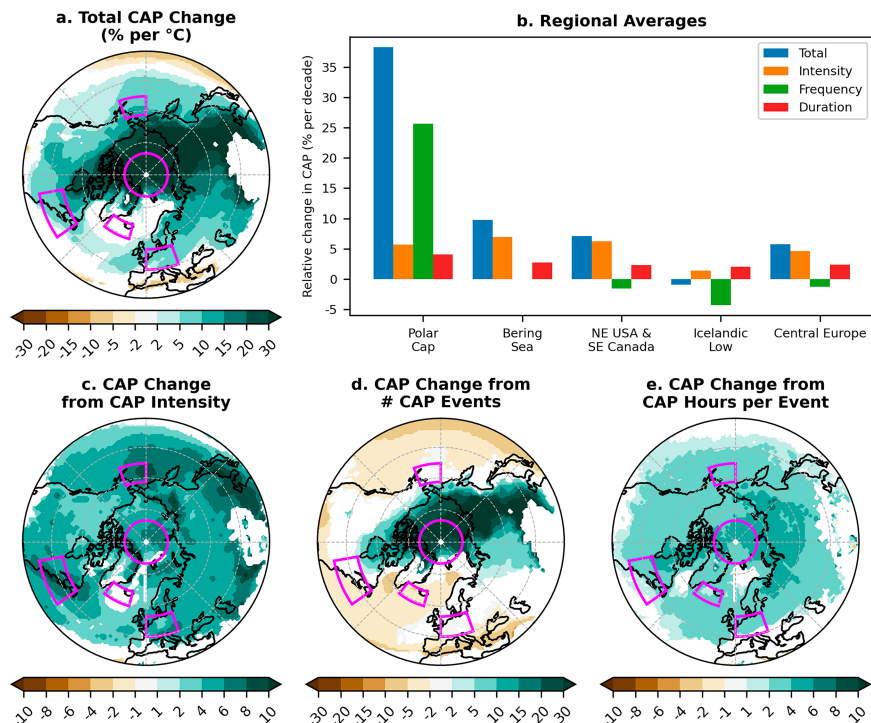 a. Total CAP Change
(% per °C)
-30 -20 -15 -10 -5 -2 2 5 10 15 20 30
b. Regional Averages
Relative change in CAP (% per decade)
35
30
25
20
15
10
5
0
-5
Total
Intensity
Frequency
Duration
Polar
Cap
Bering
Sea
NE USA &
SE Canada
Icelandic
Low
Central Europe
c. CAP Change
from CAP Intensity
-10 -8 -6 -4 -2 -1 1 2 4 6 8 10
d. CAP Change from
# CAP Events
-30 -20 -15 -10 -5 -2 2 5 10 15 20 30
e. CAP Change from
CAP Hours per Event
-10 -8 -6 -4 -2 -1 1 2 4 6 8 10